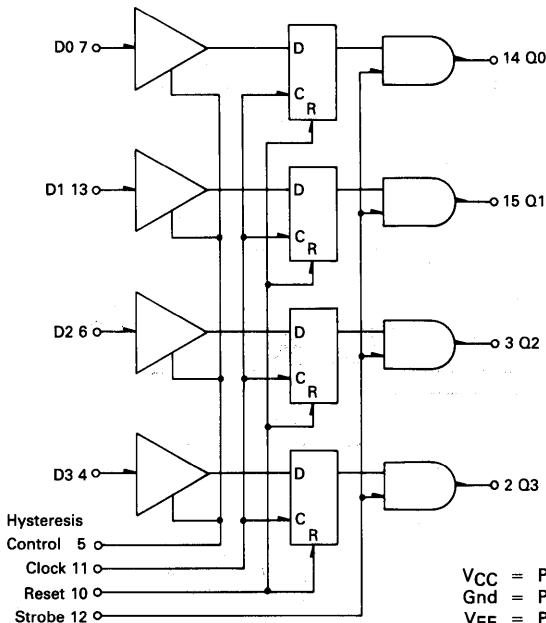 D0 7
D
C
R
14 Q0
D1 13
D
C
R
15 Q1
D2 6
D
C
R
3 Q2
D3 4
D
C
R
2 Q3
Hysteresis
Control 5
Clock 11
Reset 10
Strobe 12
VCC = P
Gnd = P
VEE = P